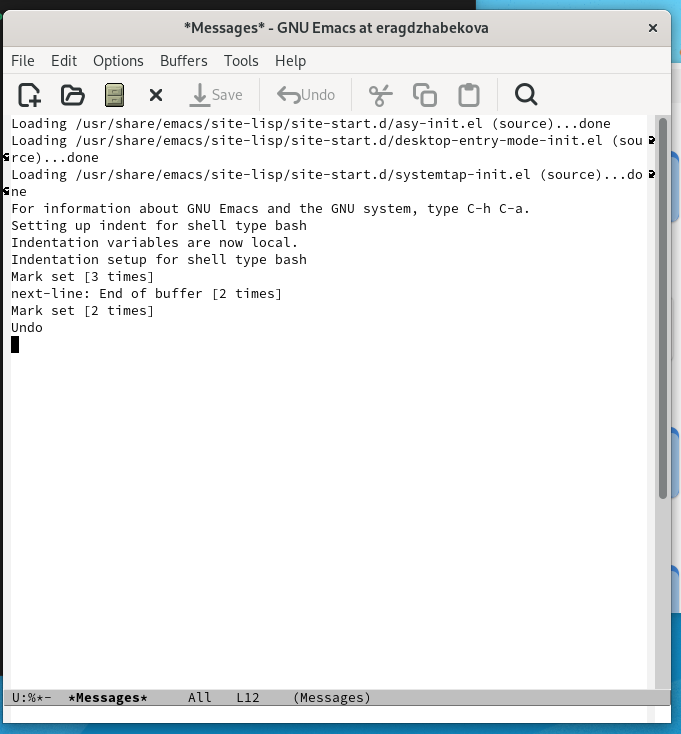 *Messages* - GNU Emacs at eragdzhabekova
File Edit Options Buffers Tools Help
Save Undo
Loading /usr/share/emacs/site-lisp/site-start.d/asy-init.el (source)...done
Loading /usr/share/emacs/site-lisp/site-start.d/desktop-entry-mode-init.el (sou
rce)...done
Loading /usr/share/emacs/site-lisp/site-start.d/systemtap-init.el (source)...do
ne
For information about GNU Emacs and the GNU system, type C-h C-a.
Setting up indent for shell type bash
Indentation variables are now local.
Indentation setup for shell type bash
Mark set [3 times]
next-line: End of buffer [2 times]
Mark set [2 times]
Undo
U:%*- *Messages* All L12 (Messages)